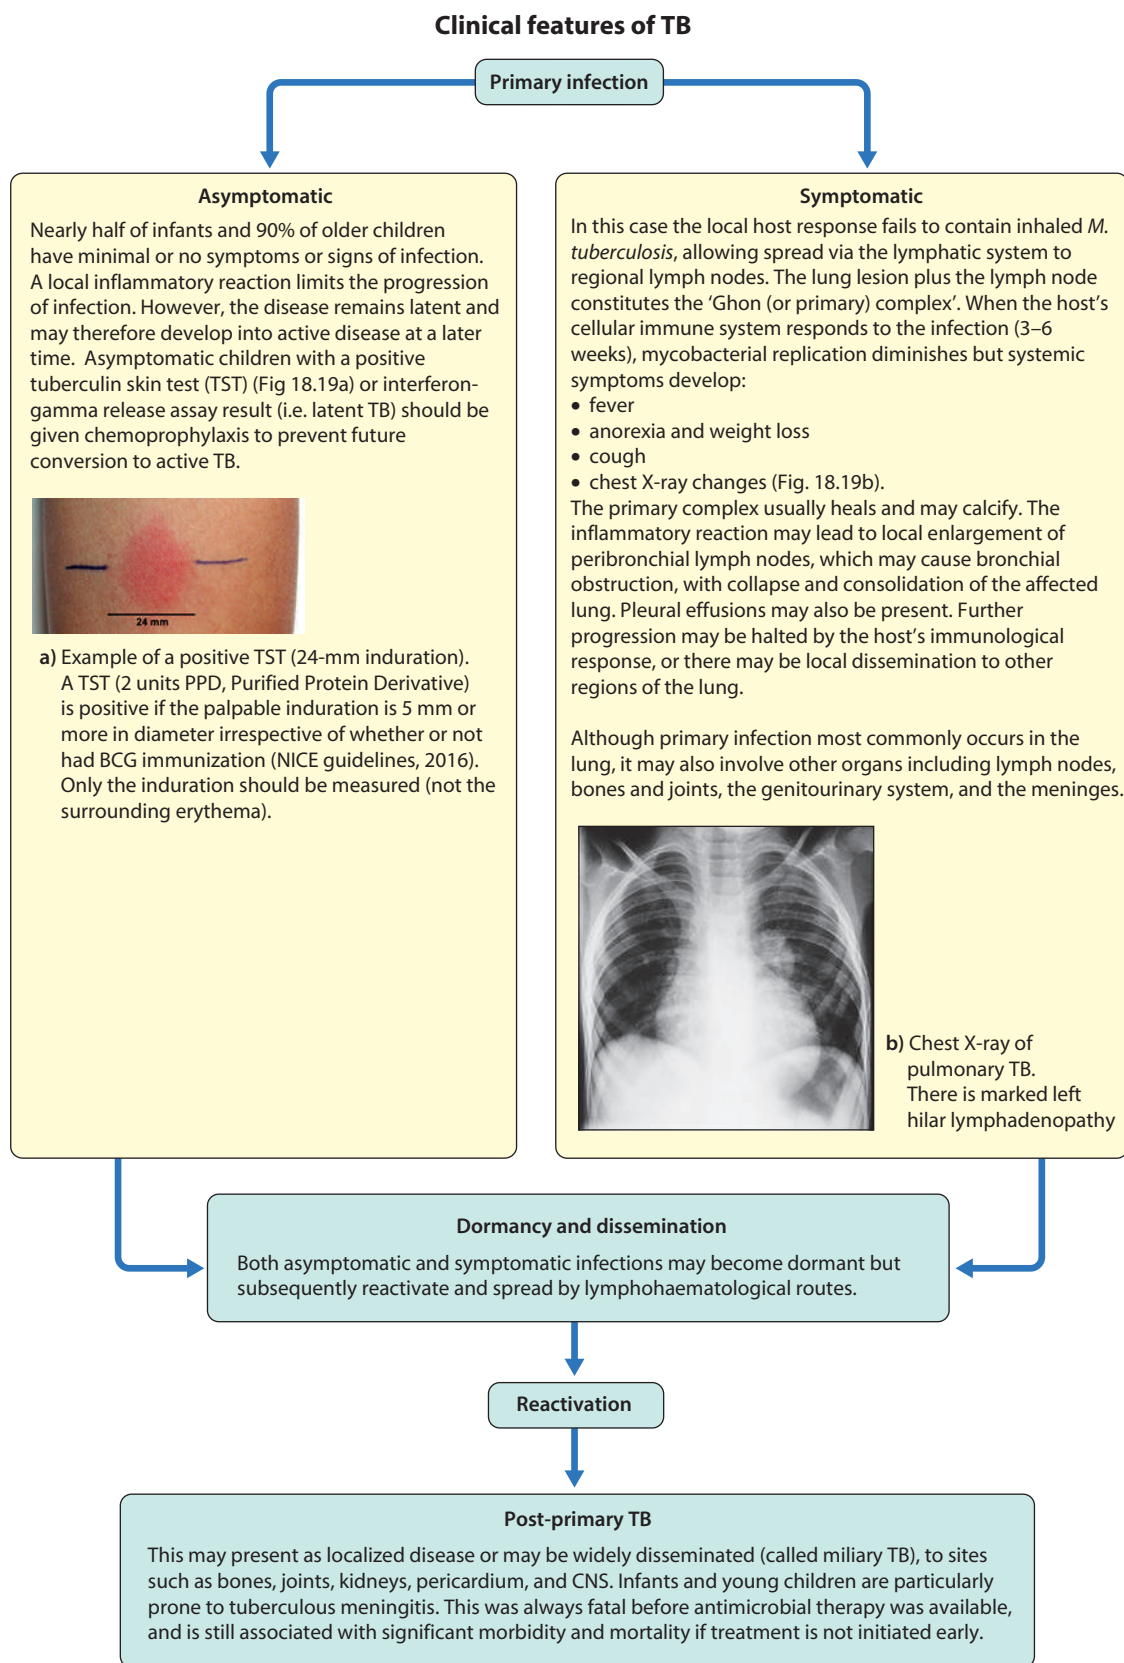 Clinical features of TB
Primary infection
Asymptomatic
Nearly half of infants and 90% of older children
have minimal or no symptoms or signs of infection.
A local inflammatory reaction limits the progression
of infection. However, the disease remains latent and
may therefore develop into active disease at a later
time.  Asymptomatic children with a positive
tuberculin skin test (TST) (Fig 18.19a) or interferon-
gamma release assay result (i.e. latent TB) should be
given chemoprophylaxis to prevent future
conversion to active TB.
24 mm
a) Example of a positive TST (24-mm induration).
A TST (2 units PPD, Purified Protein Derivative)
is positive if the palpable induration is 5 mm or
more in diameter irrespective of whether or not
had BCG immunization (NICE guidelines, 2016).
Only the induration should be measured (not the
surrounding erythema).
Symptomatic
In this case the local host response fails to contain inhaled M.
tuberculosis, allowing spread via the lymphatic system to
regional lymph nodes. The lung lesion plus the lymph node
constitutes the ‘Ghon (or primary) complex’. When the host’s
cellular immune system responds to the infection (3–6
weeks), mycobacterial replication diminishes but systemic
symptoms develop:
• fever
• anorexia and weight loss
• cough
• chest X-ray changes (Fig. 18.19b).
The primary complex usually heals and may calcify. The
inflammatory reaction may lead to local enlargement of
peribronchial lymph nodes, which may cause bronchial
obstruction, with collapse and consolidation of the affected
lung. Pleural effusions may also be present. Further
progression may be halted by the host’s immunological
response, or there may be local dissemination to other
regions of the lung.
Although primary infection most commonly occurs in the
lung, it may also involve other organs including lymph nodes,
bones and joints, the genitourinary system, and the meninges.
b) Chest X-ray of
pulmonary TB.
There is marked left
hilar lymphadenopathy
Dormancy and dissemination
Both asymptomatic and symptomatic infections may become dormant but
subsequently reactivate and spread by lymphohaematological routes.
Reactivation
Post-primary TB
This may present as localized disease or may be widely disseminated (called miliary TB), to sites
such as bones, joints, kidneys, pericardium, and CNS. Infants and young children are particularly
prone to tuberculous meningitis. This was always fatal before antimicrobial therapy was available,
and is still associated with significant morbidity and mortality if treatment is not initiated early.